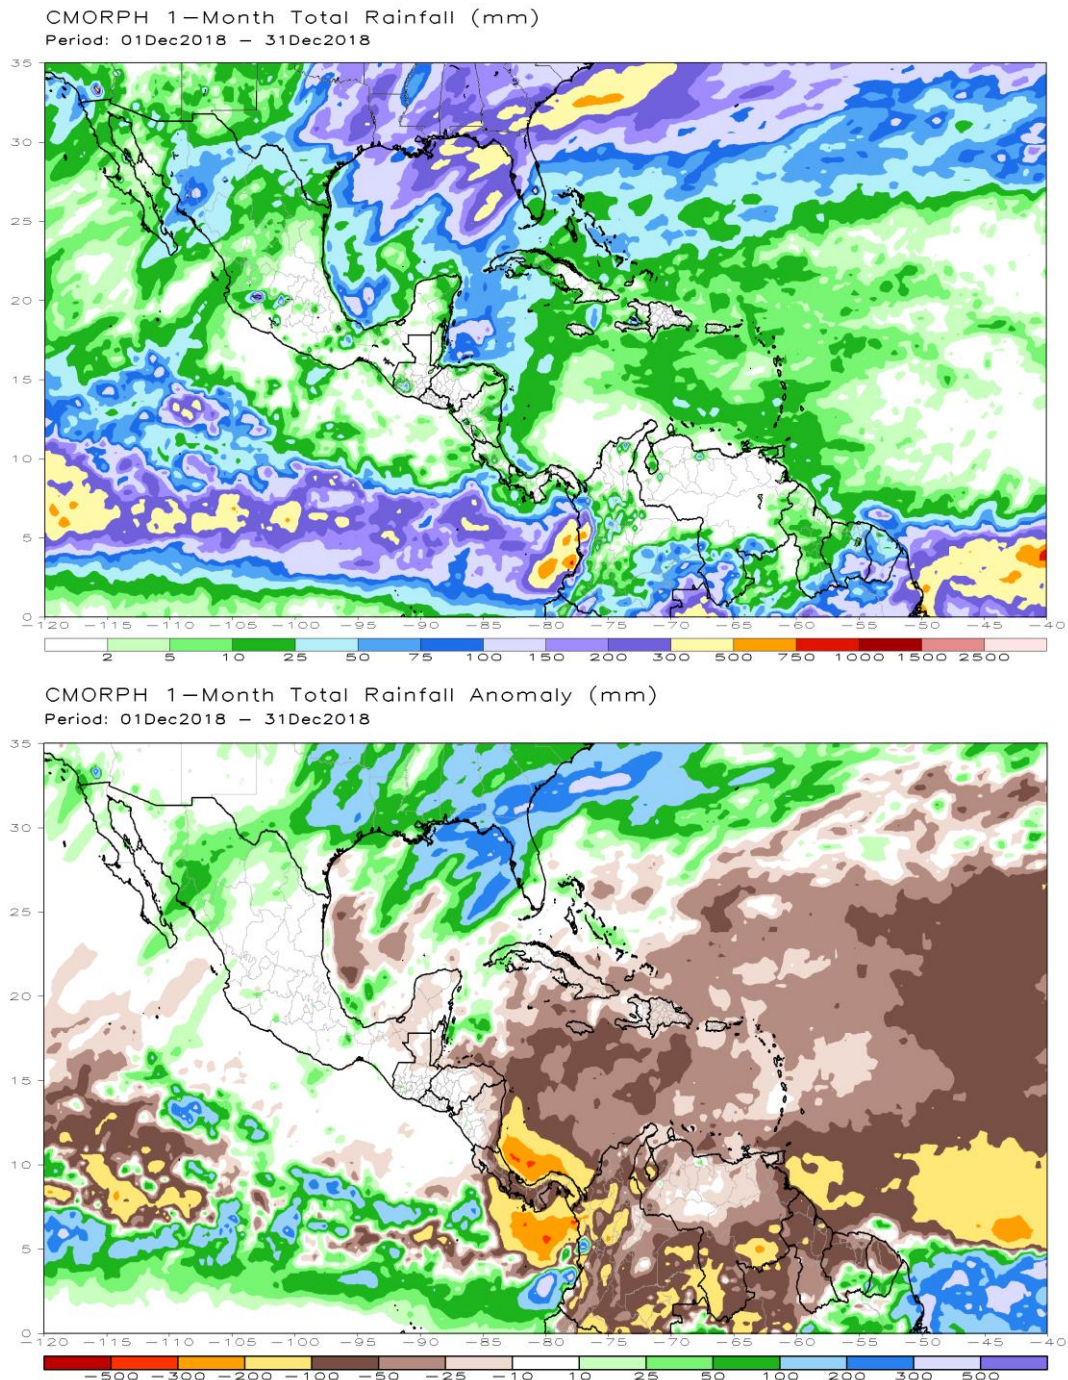 CMORPH 1-Month Total Rainfall (mm)
Period: 01Dec2018 - 31Dec2018
35
30
25
20
15
10
5
0
-120 -115 -110 -105 -100 -95 -90 -85 -80 -75 -70 -65 -60 -55 -50 -45 -40
2 5 10 25 50 75 100 150 200 300 500 750 1000 1500 2500
CMORPH 1-Month Total Rainfall Anomaly (mm)
Period: 01Dec2018 - 31Dec2018
35
30
25
20
15
10
5
0
-120 -115 -110 -105 -100 -95 -90 -85 -80 -75 -70 -65 -60 -55 -50 -45 -40
-500 -300 -200 -100 -50 -25 -10 10 25 50 100 200 300 500